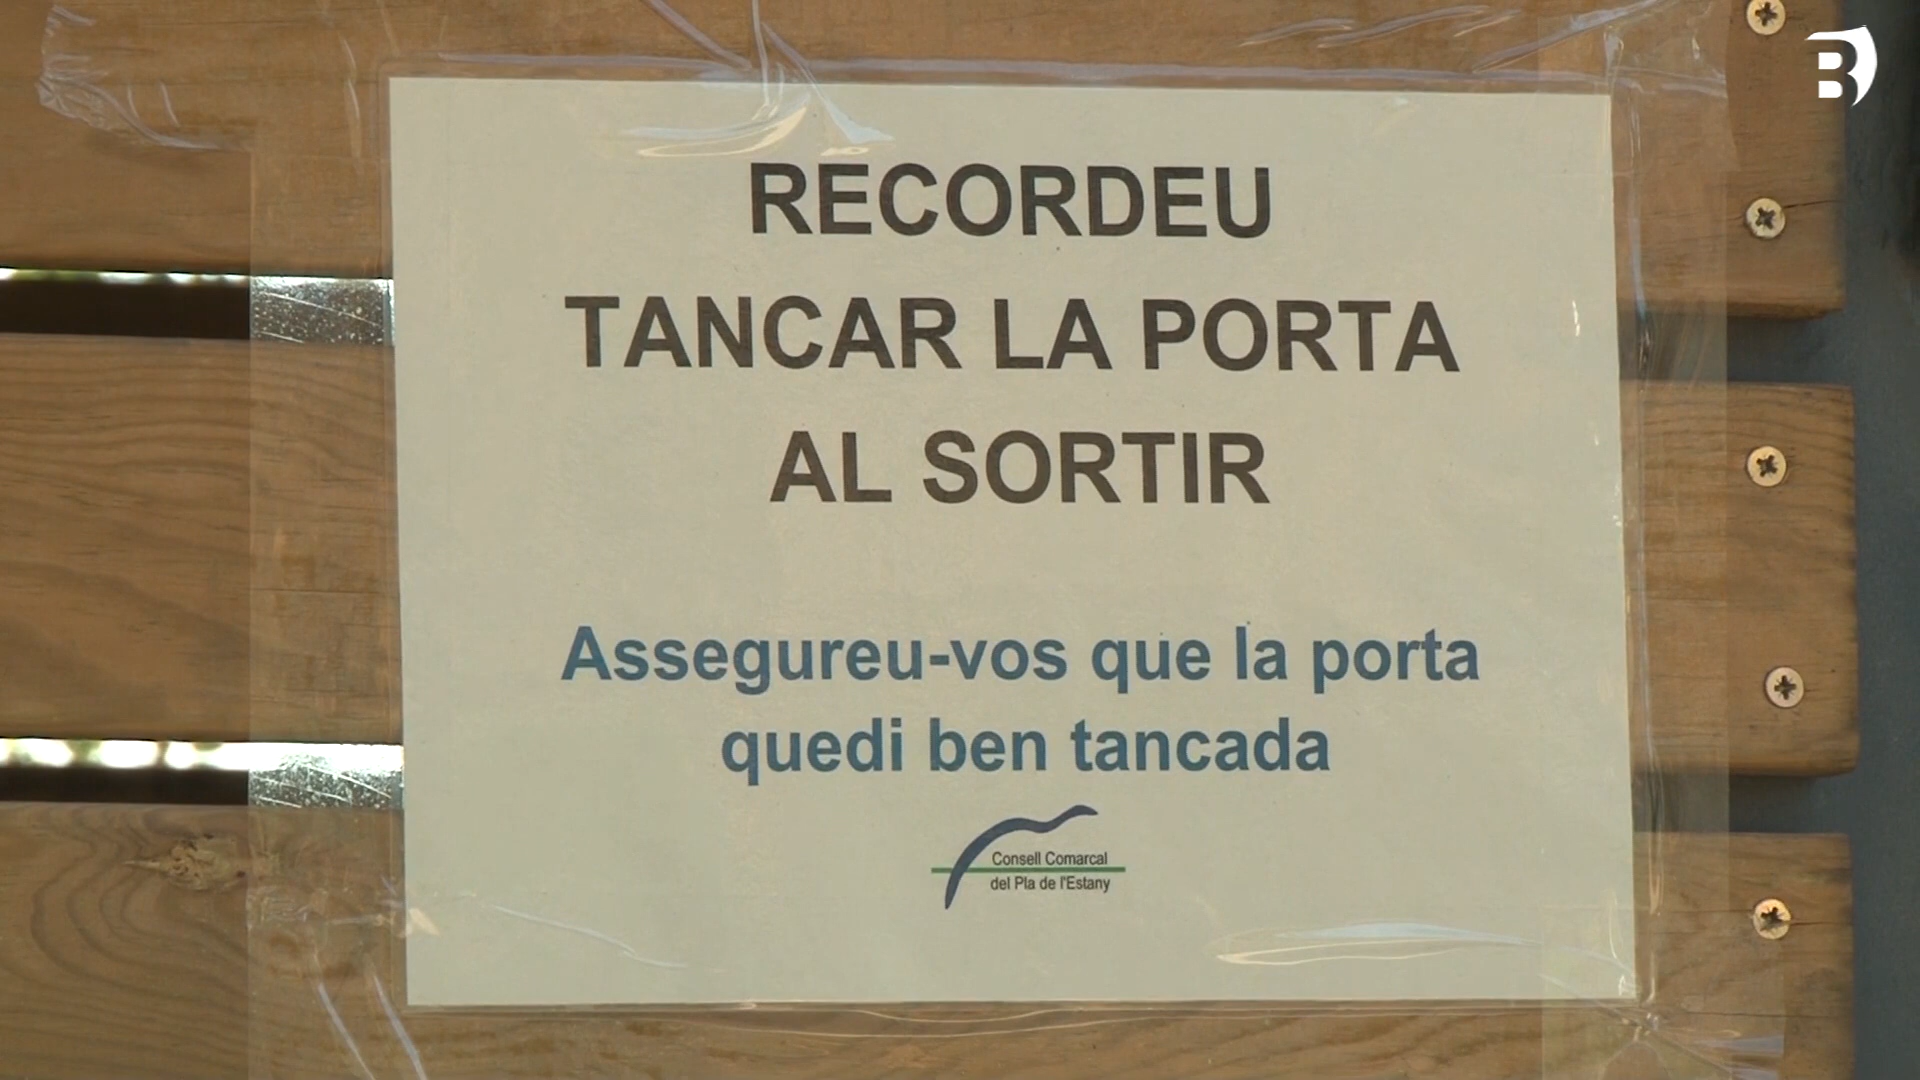 B
RECORDEU
TANCAR LA PORTA
AL SORTIR
Assegureu-vos que la porta
quedi ben tancada
Consell Comarcal
del Pla de l'Estany